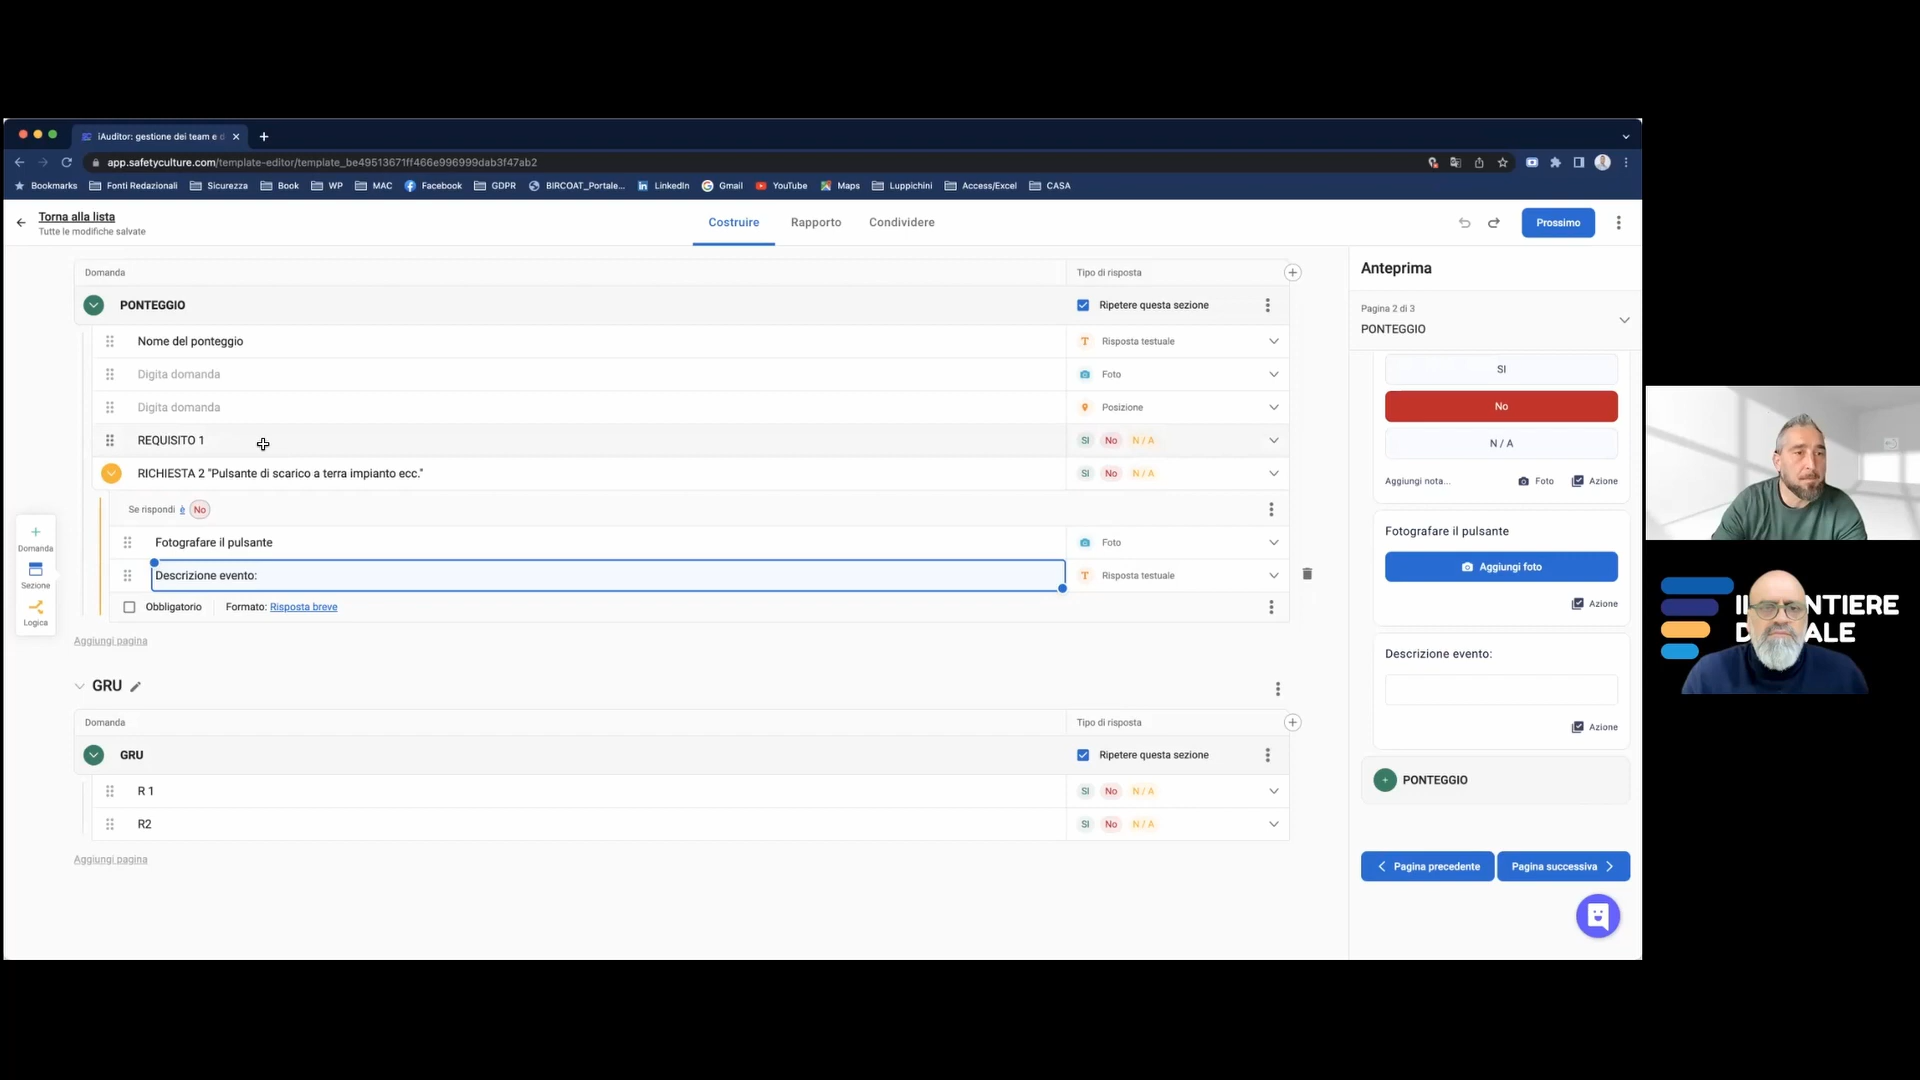 iAuditor: gestione dei team e d
app.safetyculture.com/template-editor/template_be49513671ff466e996999dab3f47ab2
Bookmarks Fonti Redazionali Sicurezza Book WP MAC Facebook GDPR BIRCOAT_Portale... LinkedIn Gmail YouTube Maps Luppichini Access/Excel CASA
Torna alla lista
Tutte le modifiche salvate
Costruire Rapporto Condividere
Prossimo
Domanda Tipo di risposta
PONTEGGIO Ripetere questa sezione
Nome del ponteggio Risposta testuale
Digita domanda Foto
Digita domanda Posizione
REQUISITO 1 SI No N / A
RICHIESTA 2 "Pulsante di scarico a terra impianto ecc." SI No N / A
Se rispondi è No
Fotografare il pulsante Foto
Descrizione evento: Risposta testuale
Obbligatorio Formato: Risposta breve
Aggiungi pagina
GRU
Domanda Tipo di risposta
GRU Ripetere questa sezione
R 1 SI No N / A
R2 SI No N / A
Aggiungi pagina
Domanda
Sezione
Logica
Anteprima
Pagina 2 di 3
PONTEGGIO
SI
No
N / A
Aggiungi nota... Foto Azione
Fotografare il pulsante
Aggiungi foto
Azione
Descrizione evento:
Azione
PONTEGGIO
Pagina precedente Pagina successiva